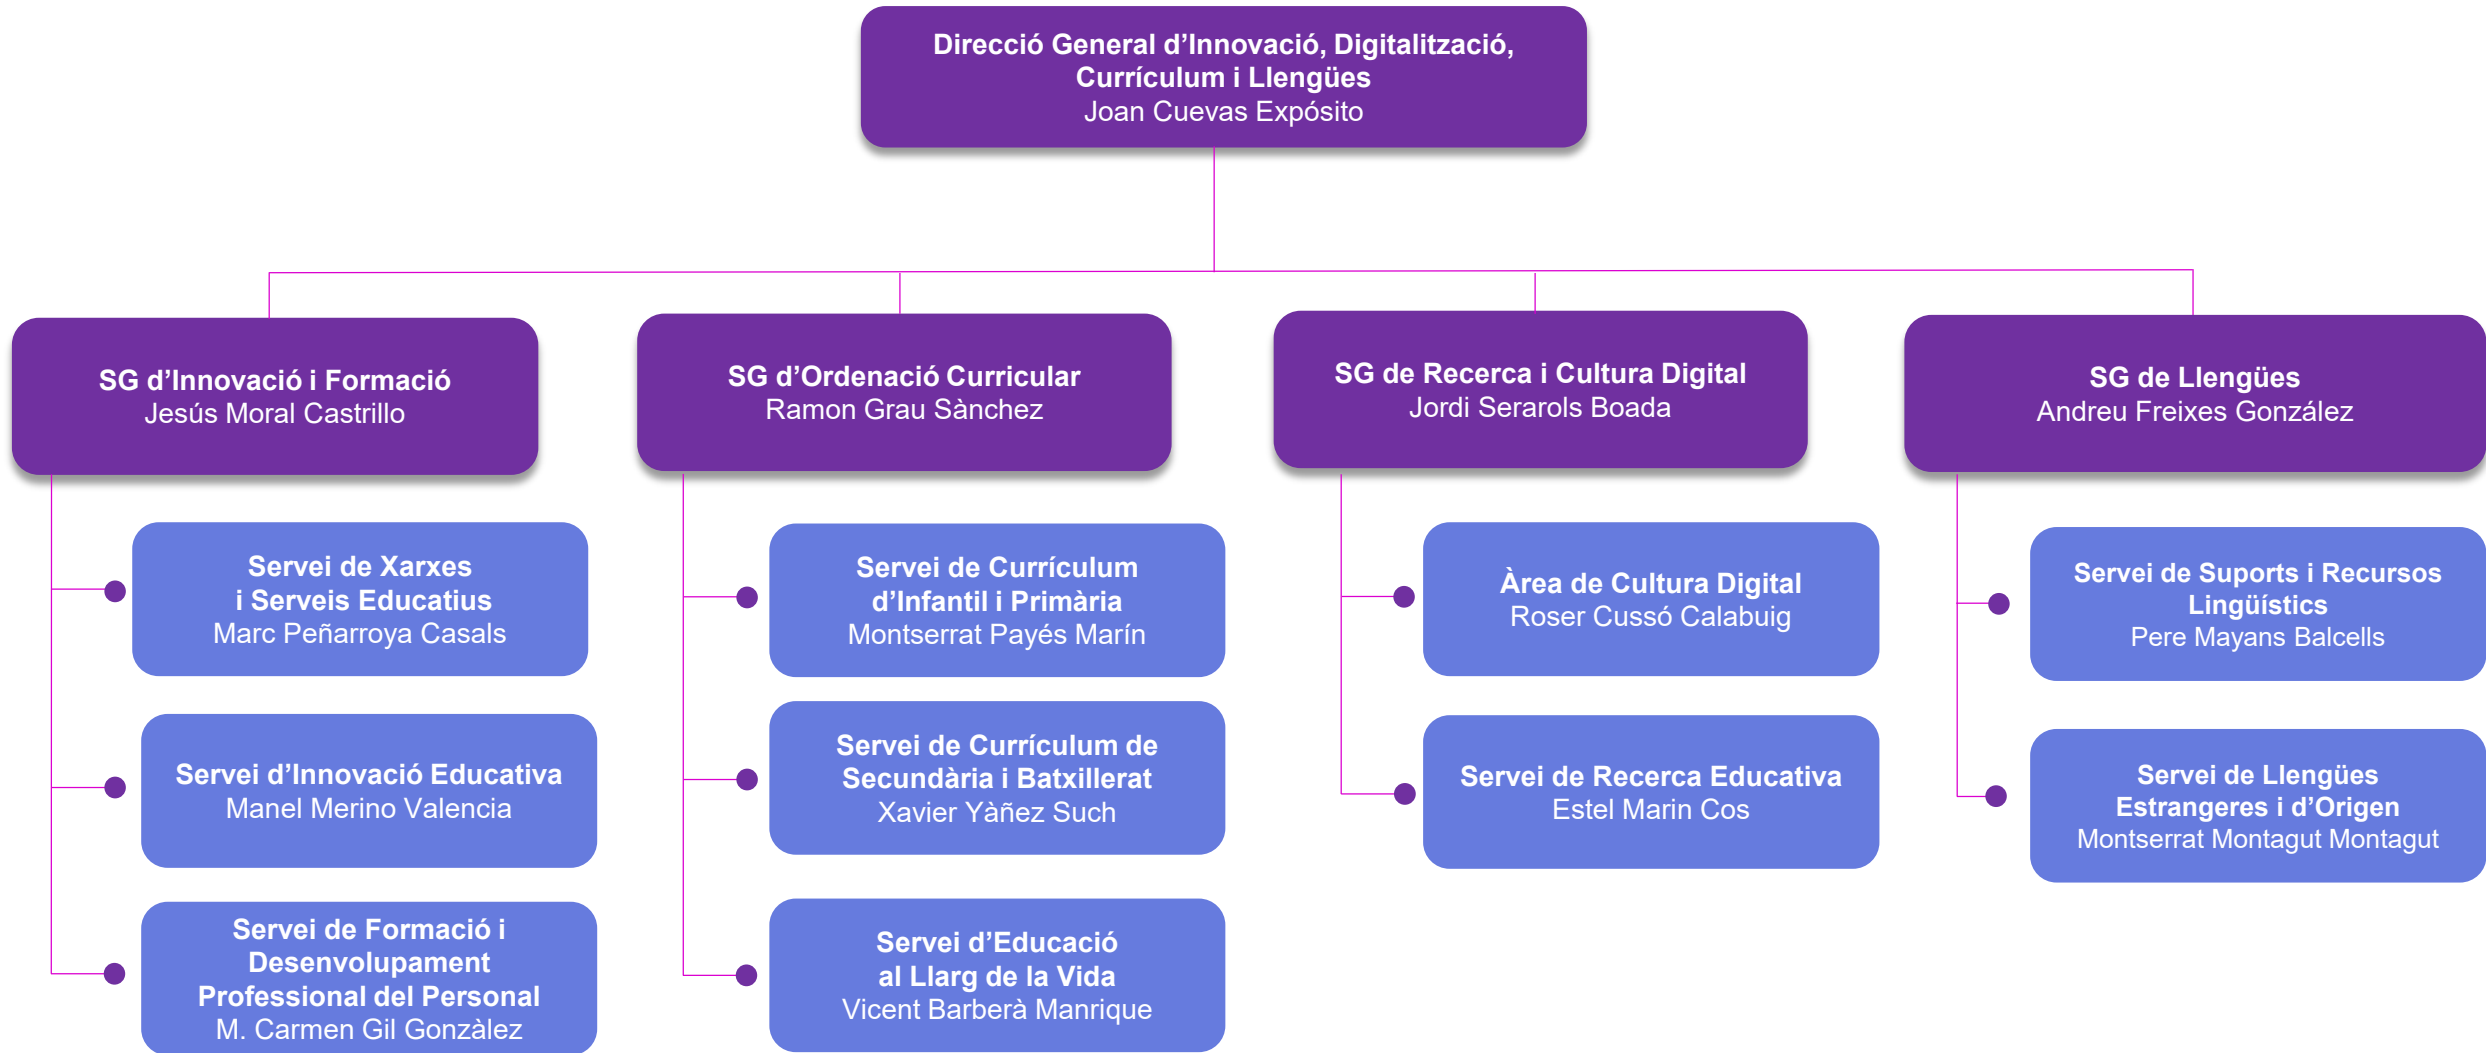 Direcció General d’Innovació, Digitalització,
Currículum i Llengües
Joan Cuevas Expósito
SG d’Innovació i Formació
Jesús Moral Castrillo
SG d’Ordenació Curricular
Ramon Grau Sànchez
SG de Recerca i Cultura Digital
Jordi Serarols Boada
SG de Llengües
Andreu Freixes González
Servei de Xarxes
i Serveis Educatius
Marc Peñarroya Casals
Servei d’Innovació Educativa
Manel Merino Valencia
Servei de Formació i
Desenvolupament
Professional del Personal
M. Carmen Gil Gonzàlez
Servei de Currículum
d’Infantil i Primària
Montserrat Payés Marín
Servei de Currículum de
Secundària i Batxillerat
Xavier Yàñez Such
Servei d’Educació
al Llarg de la Vida
Vicent Barberà Manrique
Àrea de Cultura Digital
Roser Cussó Calabuig
Servei de Recerca Educativa
Estel Marin Cos
Servei de Suports i Recursos
Lingüístics
Pere Mayans Balcells
Servei de Llengües
Estrangeres i d’Origen
Montserrat Montagut Montagut